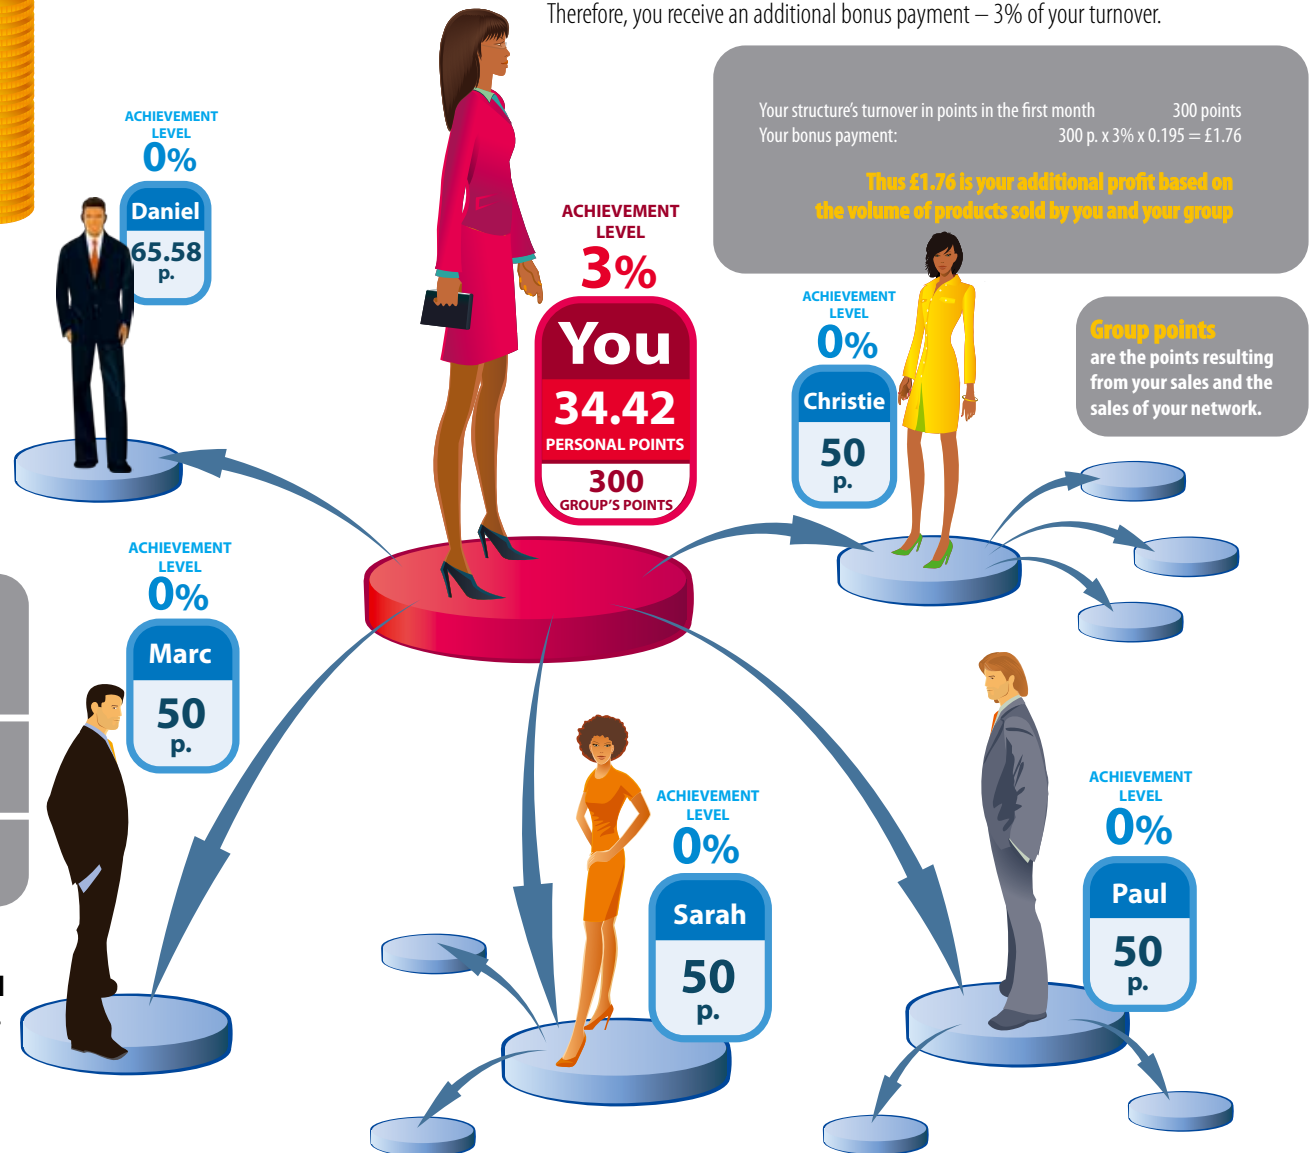 Therefore, you receive an additional bonus payment – 3% of your turnover.
Your structure's turnover in points in the first month 300 points
Your bonus payment: 300 p. x 3% x 0.195 = £1.76
Thus £1.76 is your additional profit based on
the volume of products sold by you and your group
ACHIEVEMENT
LEVEL
0%
Daniel
65.58
p.
ACHIEVEMENT
LEVEL
3%
You
34.42
PERSONAL POINTS
300
GROUP'S POINTS
ACHIEVEMENT
LEVEL
0%
Christie
50
p.
Group points
are the points resulting
from your sales and the
sales of your network.
ACHIEVEMENT
LEVEL
0%
Marc
50
p.
ACHIEVEMENT
LEVEL
0%
Sarah
50
p.
ACHIEVEMENT
LEVEL
0%
Paul
50
p.